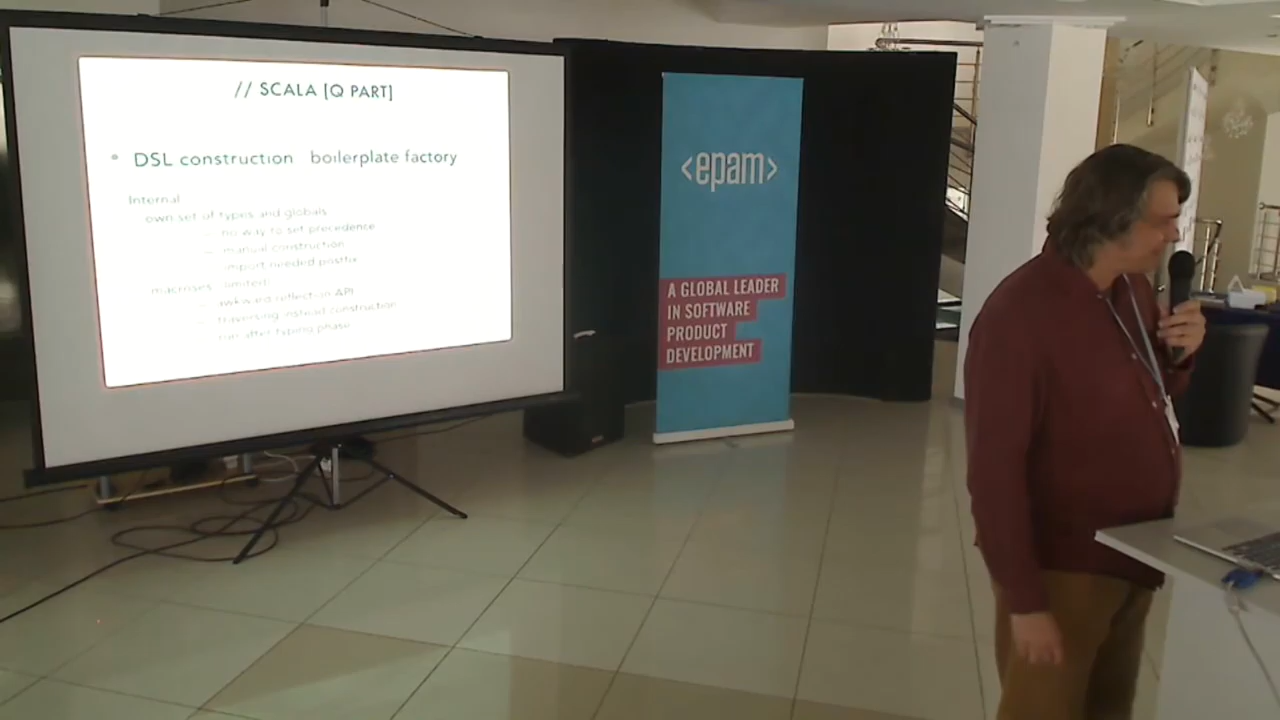 // SCALA [Q PART]
• DSL construction boilerplate factory
Internal
own set of types and globals
— no way to set precedence
— manual construction
import needed postfix
macroses limited
— awkward reflection API
— traversing instead construction
run after typing phase
<epam>
A GLOBAL LEADER
IN SOFTWARE
PRODUCT
DEVELOPMENT